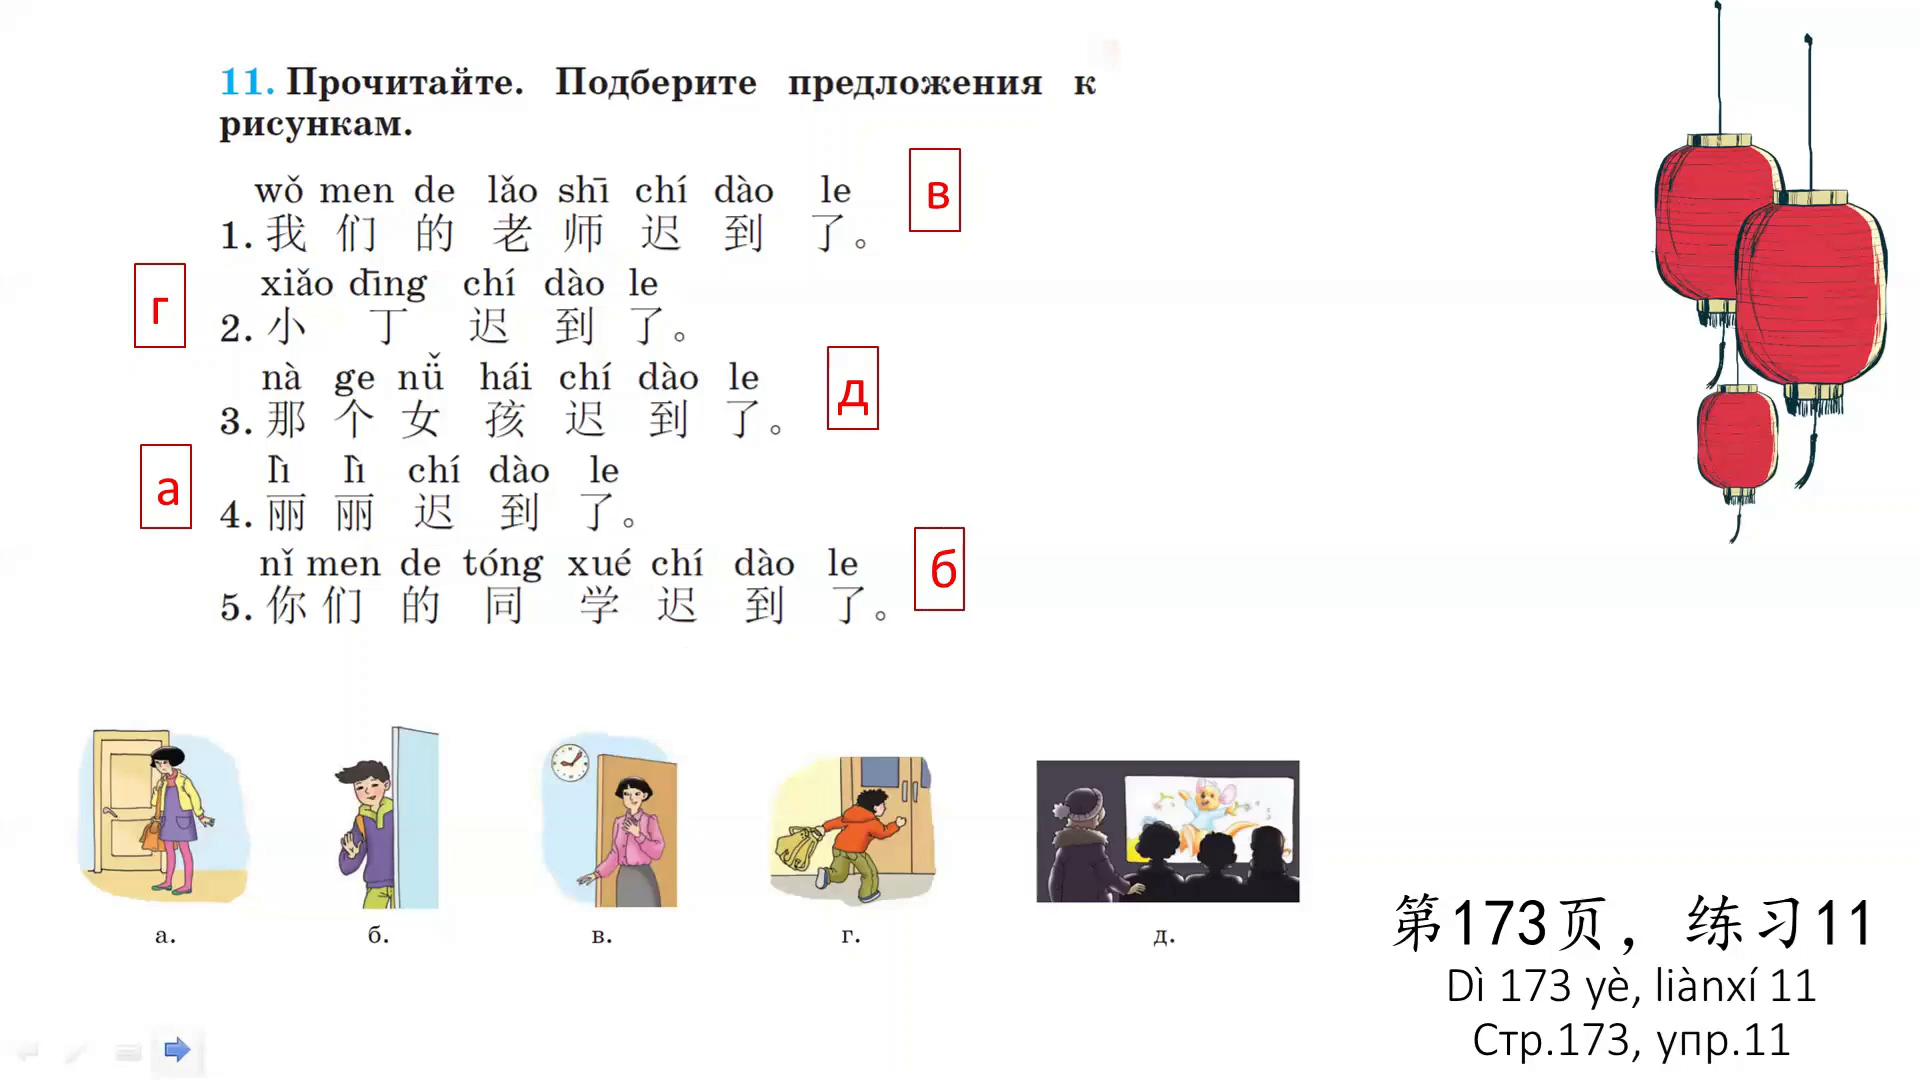 11. Прочитайте. Подберите предложения к
рисункам.
wǒ men de lǎo shī chí dào le
1. 我们的老师迟到了。
в
xiǎo dīng chí dào le
г
2. 小丁迟到了。
nà ge nǚ hái chí dào le
3. 那个女孩迟到了。
д
lì lì chí dào le
а
4. 丽丽迟到了。
nǐ men de tóng xué chí dào le
5. 你们的同学迟到了。
б
а.
б.
в.
г.
д.
第173页，练习11
Dì 173 yè, liànxí 11
Стр.173, упр.11